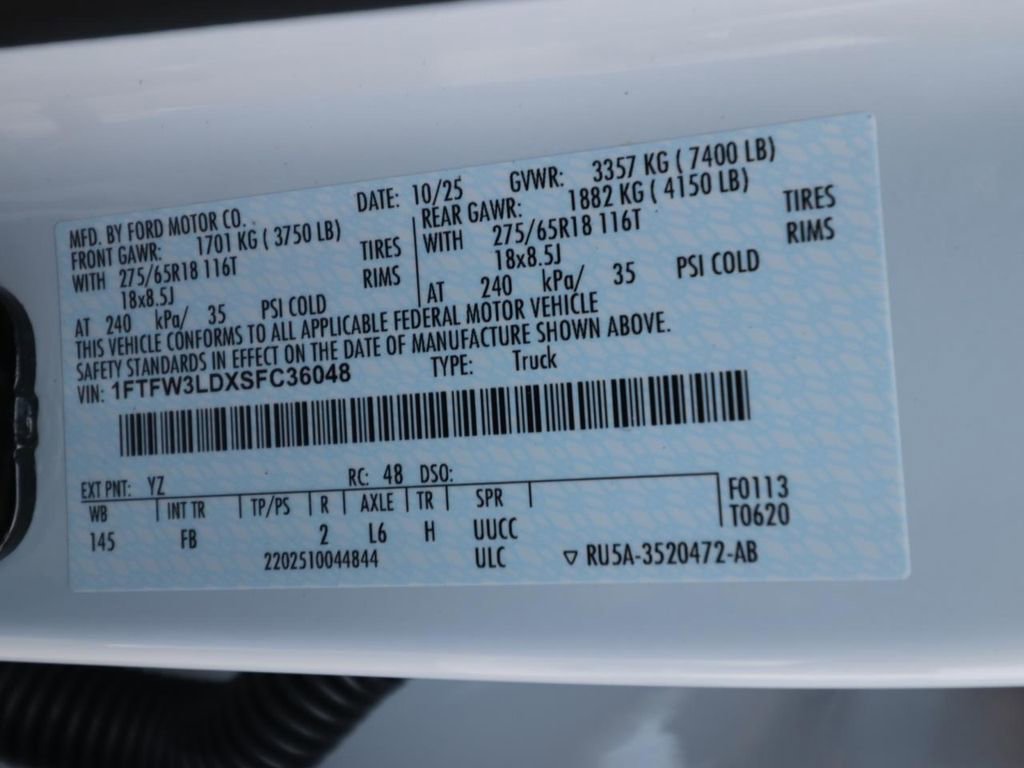 MFD. BY FORD MOTOR CO. DATE: 10/25 GVWR: 3357 KG ( 7400 LB)
FRONT GAWR: 1701 KG ( 3750 LB) REAR GAWR: 1882 KG ( 4150 LB)
WITH 275/65R18 116T TIRES WITH 275/65R18 116T TIRES
18x8.5J RIMS 18x8.5J RIMS
AT 240 kPa/ 35 PSI COLD AT 240 kPa/ 35 PSI COLD
THIS VEHICLE CONFORMS TO ALL APPLICABLE FEDERAL MOTOR VEHICLE
SAFETY STANDARDS IN EFFECT ON THE DATE OF MANUFACTURE SHOWN ABOVE.
VIN: 1FTFW3LDXSFC36048 TYPE: Truck
EXT PNT: YZ RC: 48 DSO:
WB INT TR TP/PS R AXLE TR SPR F0113
145 FB 2 L6 H UUCC T0620
2202510044844 ULC ▽ RU5A-3520472-AB